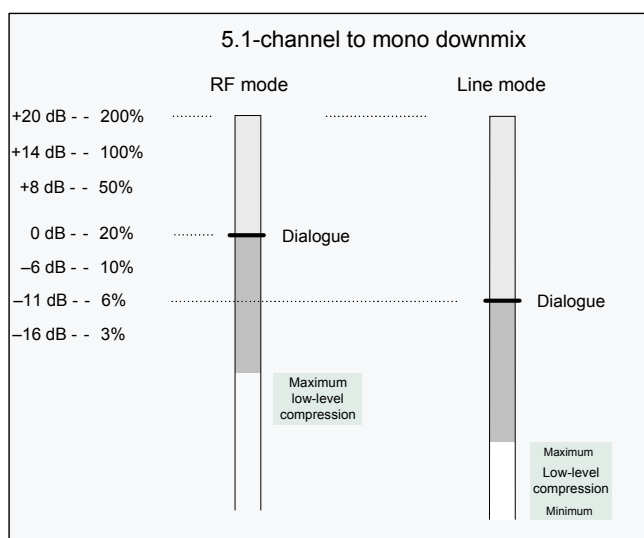 5.1-channel to mono downmix
RF mode
Line mode
+20 dB - - 200%
+14 dB - - 100%
+8 dB - - 50%
0 dB - - 20%
Dialogue
–6 dB - - 10%
–11 dB - - 6%
Dialogue
–16 dB - - 3%
Maximum
low-level
compression
Maximum
Low-level
compression
Minimum